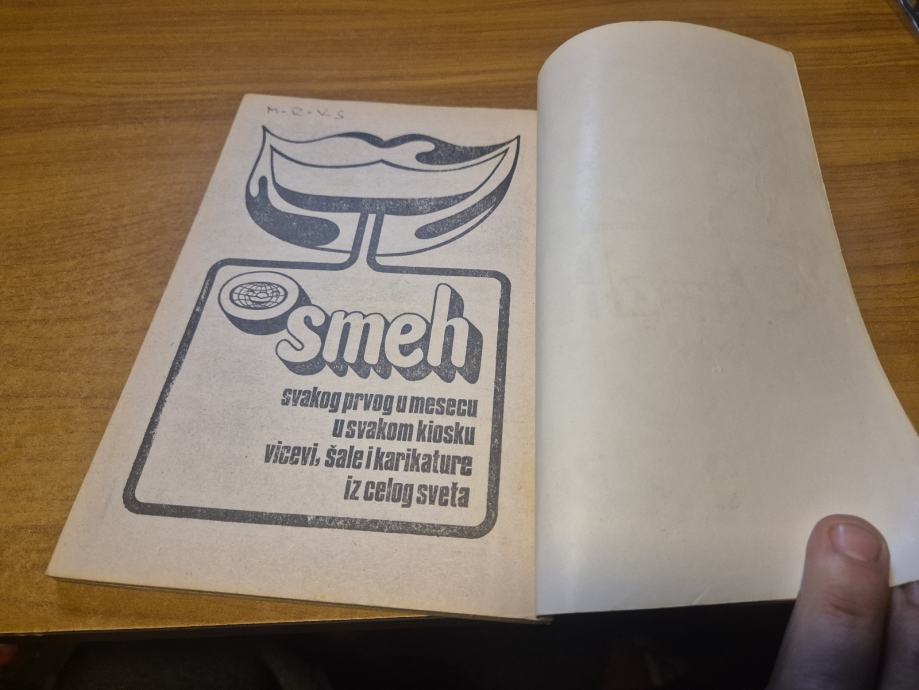 M-R-V-S
smeh
svakog prvog u mesecu
u svakom kiosku
vicevi, šale i karikature
iz celog sveta